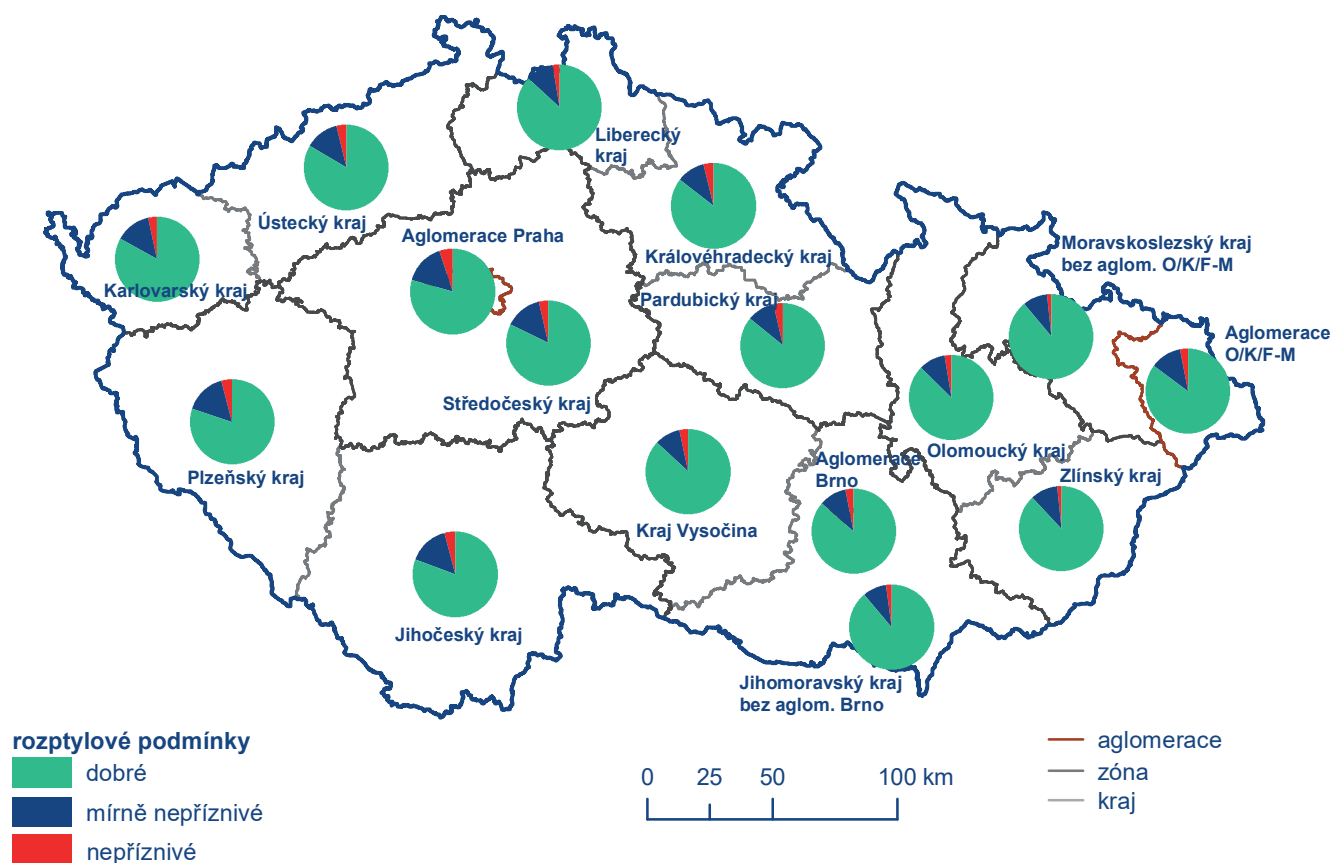 Liberecký
kraj
Ústecký kraj
Aglomerace Praha
Královéhradecký kraj
Moravskoslezský kraj
bez aglom. O/K/F-M
Karlovarský kraj
Pardubický kraj
Aglomerace
O/K/F-M
Středočeský kraj
Plzeňský kraj
Olomoucký kraj
Aglomerace
Brno
Zlínský kraj
Kraj Vysočina
Jihočeský kraj
Jihomoravský kraj
bez aglom. Brno
rozptylové podmínky
dobré
mírně nepříznivé
nepříznivé
0 25 50 100 km
aglomerace
zóna
kraj